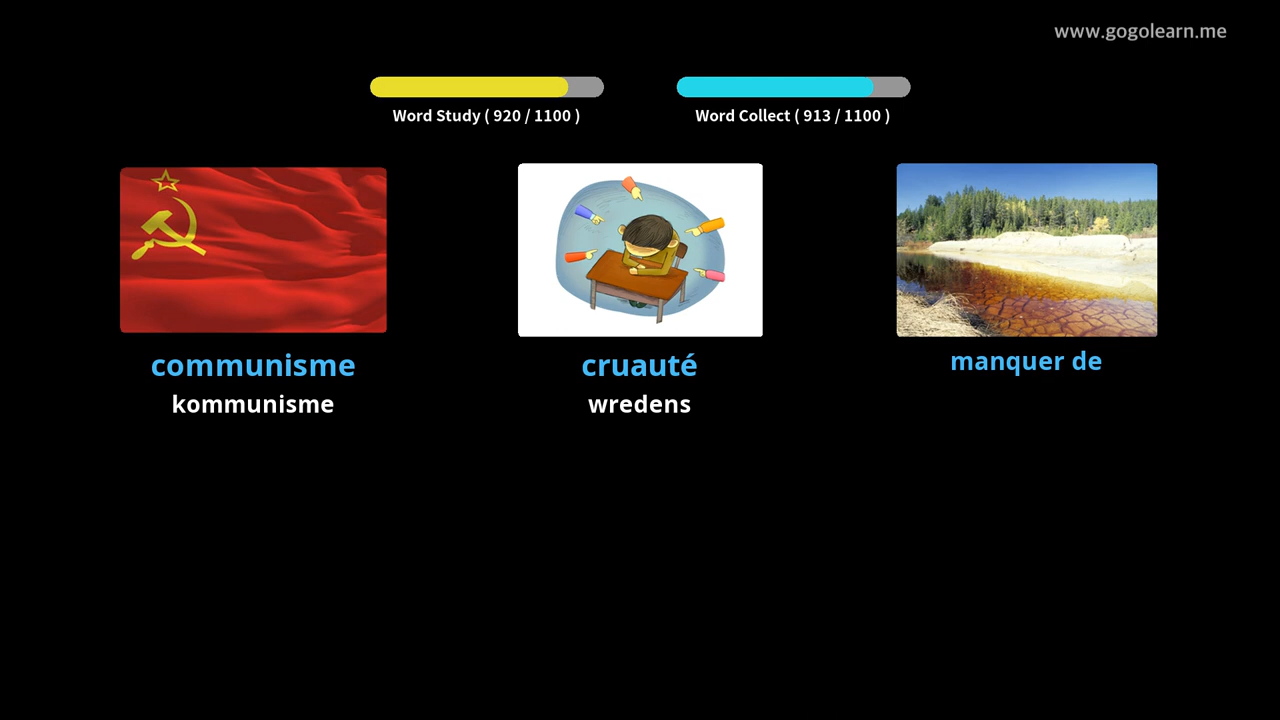 www.gogolearn.me
Word Study ( 920 / 1100 )
Word Collect ( 913 / 1100 )
communisme
kommunisme
cruauté
wredens
manquer de